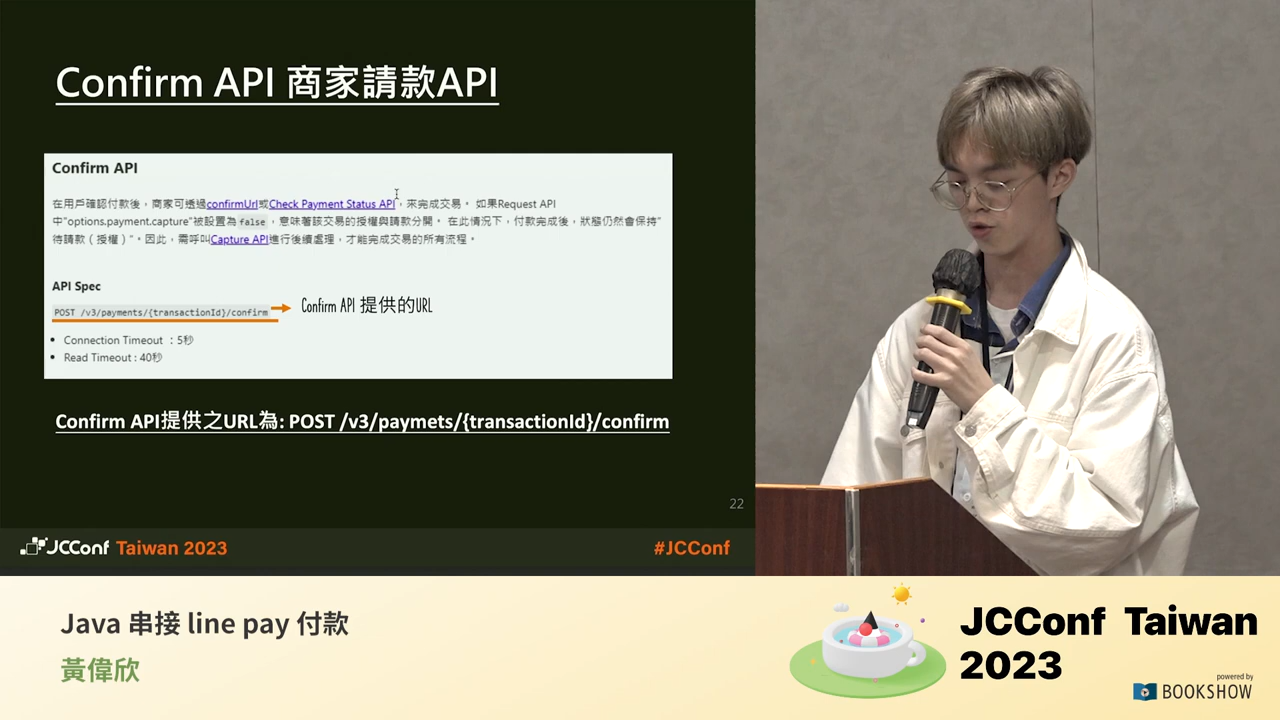 Confirm API 商家請款API
Confirm API
在用戶確認付款後，商家可透過confirmUrl或Check Payment Status API，來完成交易。 如果Request API
中"options.payment.capture"被設置為 false ，意味著該交易的授權與請款分開。 在此情況下，付款完成後，狀態仍然會保持"
待請款（授權）"。因此，需呼叫Capture API進行後續處理，才能完成交易的所有流程。
API Spec
POST /v3/payments/{transactionId}/confirm
Confirm API 提供的URL
• Connection Timeout ：5秒
• Read Timeout : 40秒
Confirm API提供之URL為: POST /v3/paymets/{transactionId}/confirm
22
JCConf Taiwan 2023
#JCConf
Java 串接 line pay 付款
黃偉欣
JCConf Taiwan
2023
powered by
BOOKSHOW